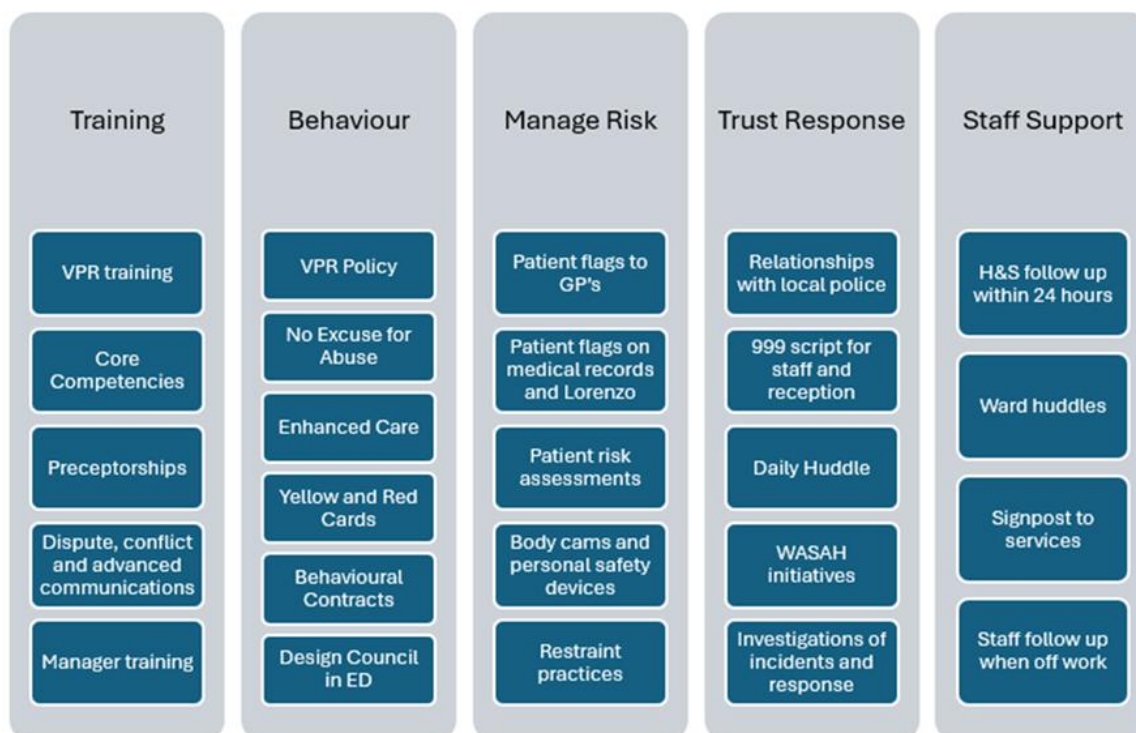 Training
VPR training
Core
Competencies
Preceptorships
Dispute, conflict
and advanced
communications
Manager training
Behaviour
VPR Policy
No Excuse for
Abuse
Enhanced Care
Yellow and Red
Cards
Behavioural
Contracts
Design Council
in ED
Manage Risk
Patient flags to
GP's
Patient flags on
medical records
and Lorenzo
Patient risk
assessments
Body cams and
personal safety
devices
Restraint
practices
Trust Response
Relationships
with local police
999 script for
staff and
reception
Daily Huddle
WASAH
initiatives
Investigations of
incidents and
response
Staff Support
H&S follow up
within 24 hours
Ward huddles
Signpost to
services
Staff follow up
when off work